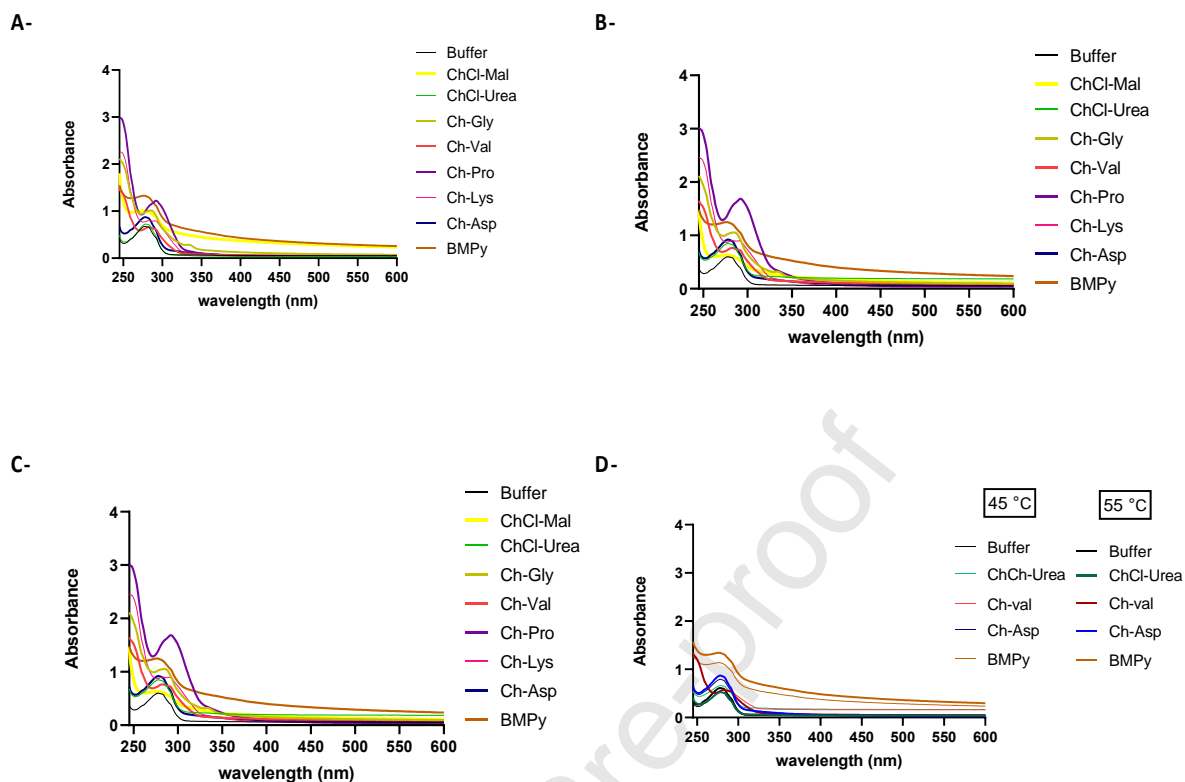 A-
Buffer
ChCl-Mal
ChCl-Urea
Ch-Gly
Ch-Val
Ch-Pro
Ch-Lys
Ch-Asp
BMPy
Absorbance
4
3
2
1
0
250 300 350 400 450 500 550 600
wavelength (nm)
B-
Buffer
ChCl-Mal
ChCl-Urea
Ch-Gly
Ch-Val
Ch-Pro
Ch-Lys
Ch-Asp
BMPy
Absorbance
4
3
2
1
0
250 300 350 400 450 500 550 600
wavelength (nm)
C-
Buffer
ChCl-Mal
ChCl-Urea
Ch-Gly
Ch-Val
Ch-Pro
Ch-Lys
Ch-Asp
BMPy
Absorbance
4
3
2
1
0
250 300 350 400 450 500 550 600
wavelength (nm)
D-
45 °C
Buffer
ChCh-Urea
Ch-val
Ch-Asp
BMPy
55 °C
Buffer
ChCl-Urea
Ch-val
Ch-Asp
BMPy
Absorbance
4
3
2
1
0
250 300 350 400 450 500 550 600
wavelength (nm)
re-proof